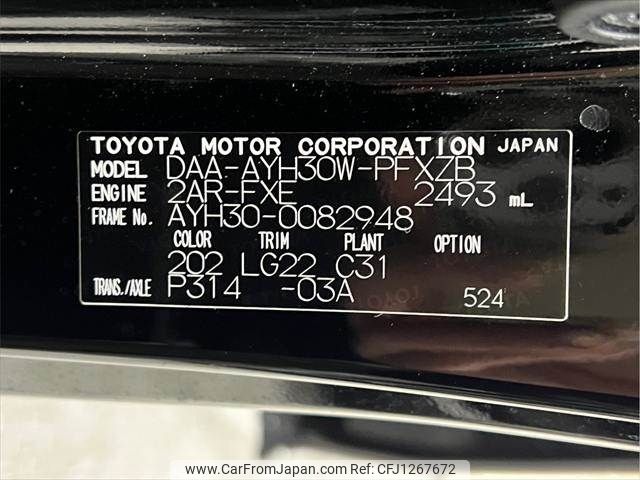 TOYOTA MOTOR CORPORATION JAPAN
MODEL DAA-AYH30W-PFXZB
ENGINE 2AR-FXE 2493 mL
FRAME No. AYH30-0082948
COLOR TRIM PLANT OPTION
202 LG22 C31
TRANS./AXLE P314 -03A 524
www.CarFromJapan.com - CFJ1267672